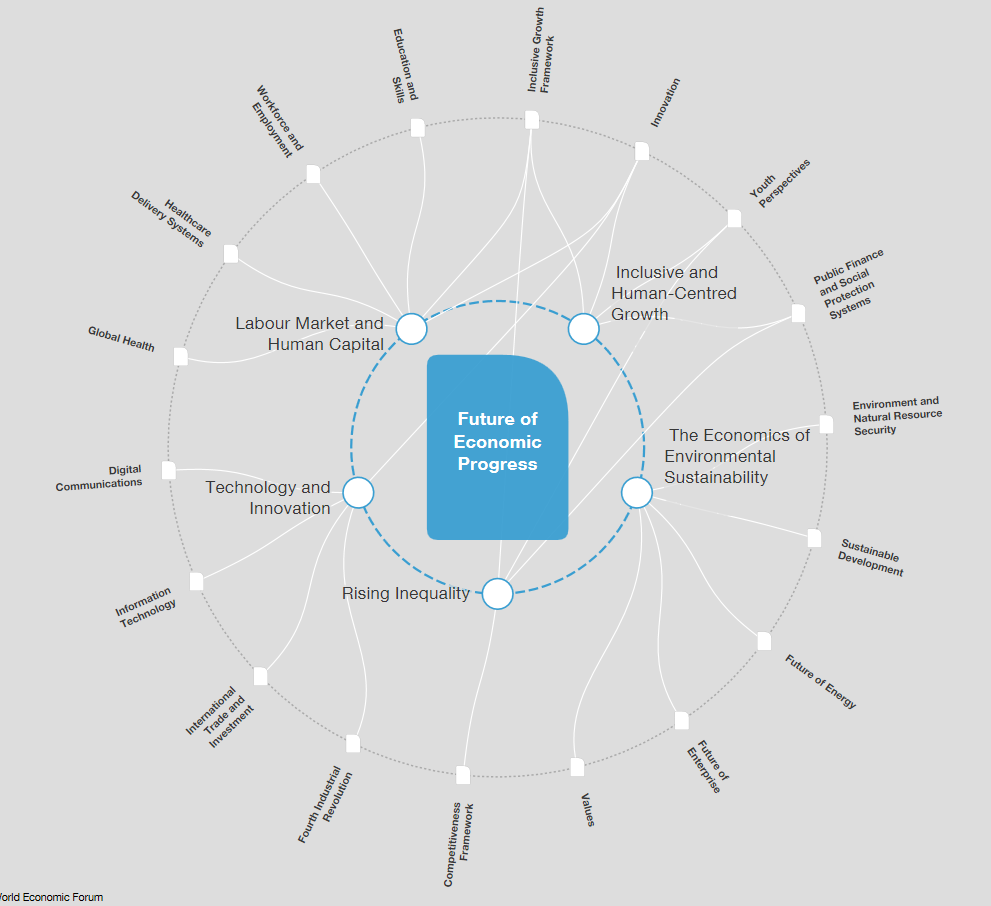 Education and
Skills
Inclusive Growth
Framework
Innovation
Workforce and
Employment
Youth
Perspectives
Healthcare
Delivery Systems
Public Finance
and Social
Protection
Systems
Inclusive and
Human-Centred
Growth
Labour Market and
Human Capital
Global Health
Environment and
Natural Resource
Security
Future of
Economic
Progress
The Economics of
Environmental
Sustainability
Digital
Communications
Technology and
Innovation
Sustainable
Development
Rising Inequality
Information
Technology
Future of Energy
International
Trade and
Investment
Future of
Enterprise
Fourth Industrial
Revolution
Values
Competitiveness
Framework
World Economic Forum